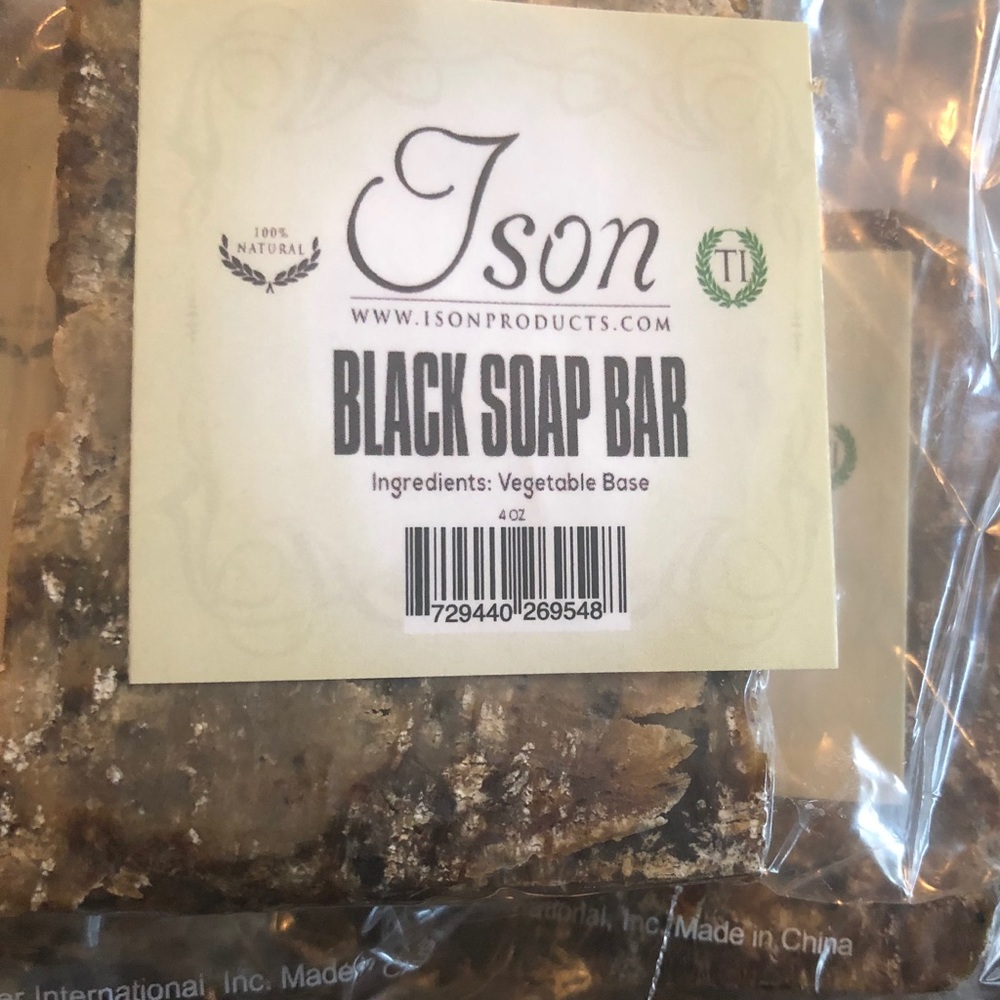 100%
NATURAL
Ison
TI
WWW.ISONPRODUCTS.COM
BLACK SOAP BAR
Ingredients: Vegetable Base
4 OZ
729440 269548
Inc. Made in China
International, Inc. Made